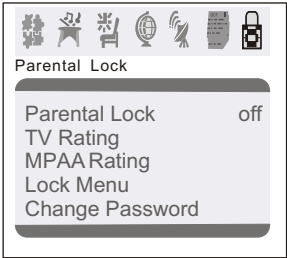 Parental Lock
Parental Lock off
TV Rating
MPAA Rating
Lock Menu
Change Password